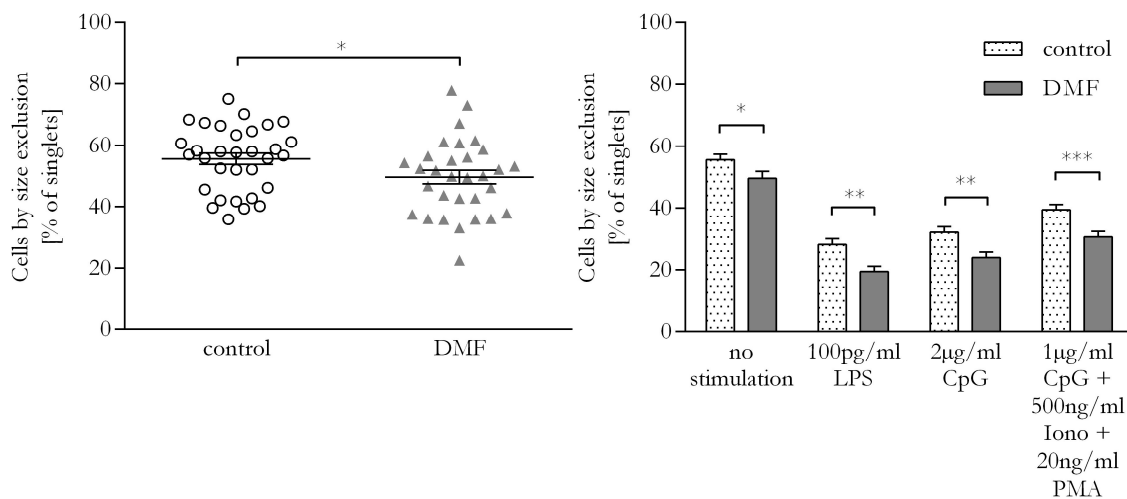 Cells by size exclusion
[% of singlets]
100
80
60
40
20
0
*
control
DMF
Cells by size exclusion
[% of singlets]
100
80
60
40
20
0
control
DMF
*
**
**
***
no
stimulation
100pg/ml
LPS
2µg/ml
CpG
1µg/ml
CpG +
500ng/ml
Iono +
20ng/ml
PMA